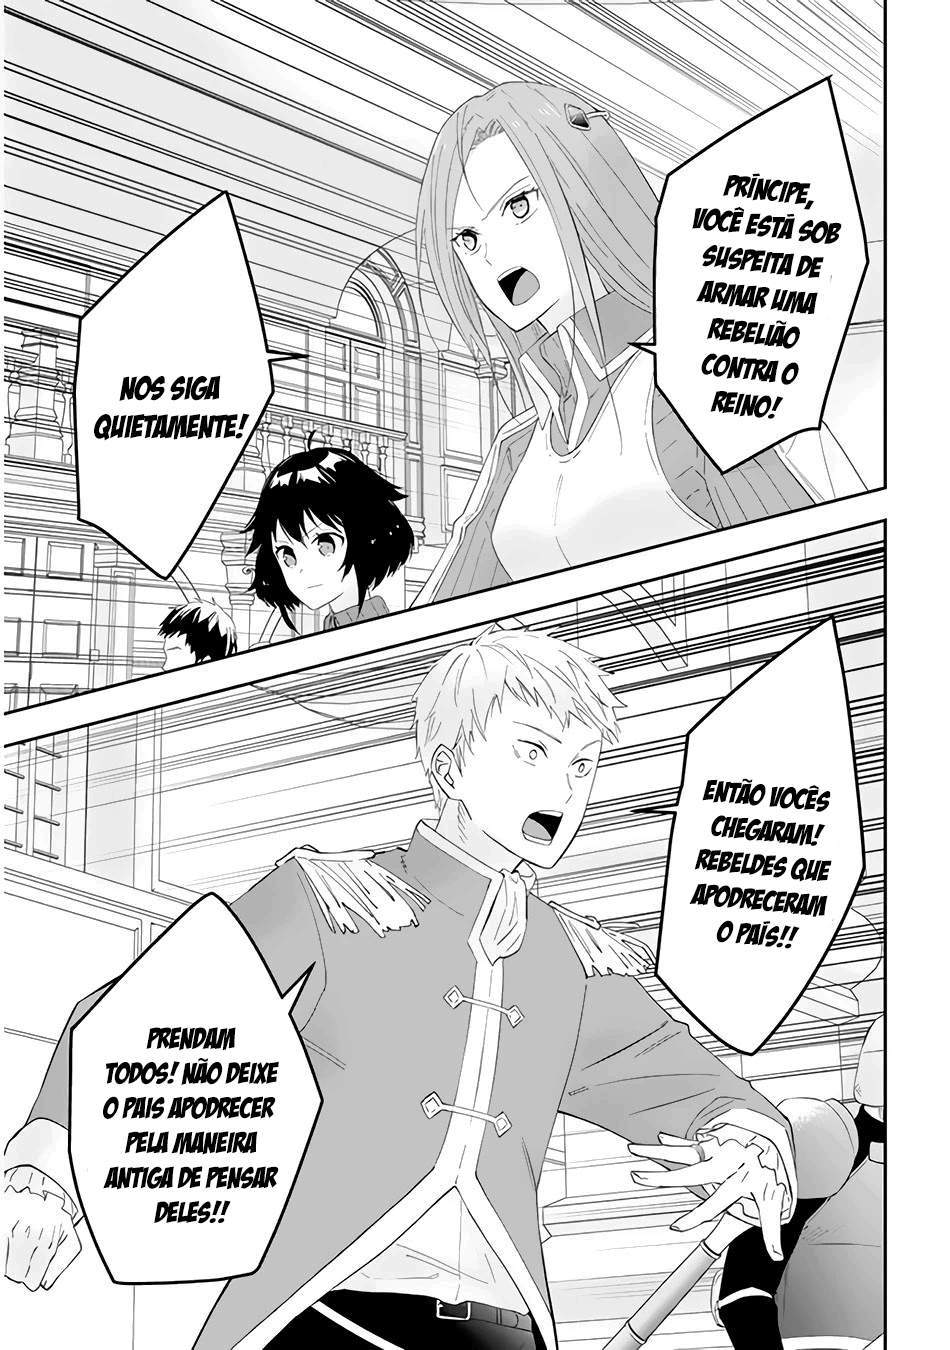 PRÍNCIPE,
VOCÊ ESTÁ SOB
SUSPEITA DE
ARMAR UMA
REBELIÃO
CONTRA O
REINO!
NOS SIGA
QUIETAMENTE!
ENTÃO VOCÊS
CHEGARAM!
REBELDES QUE
APODRECERAM
O PAÍS!!
PRENDAM
TODOS! NÃO DEIXE
O PAIS APODRECER
PELA MANEIRA
ANTIGA DE PENSAR
DELES!!